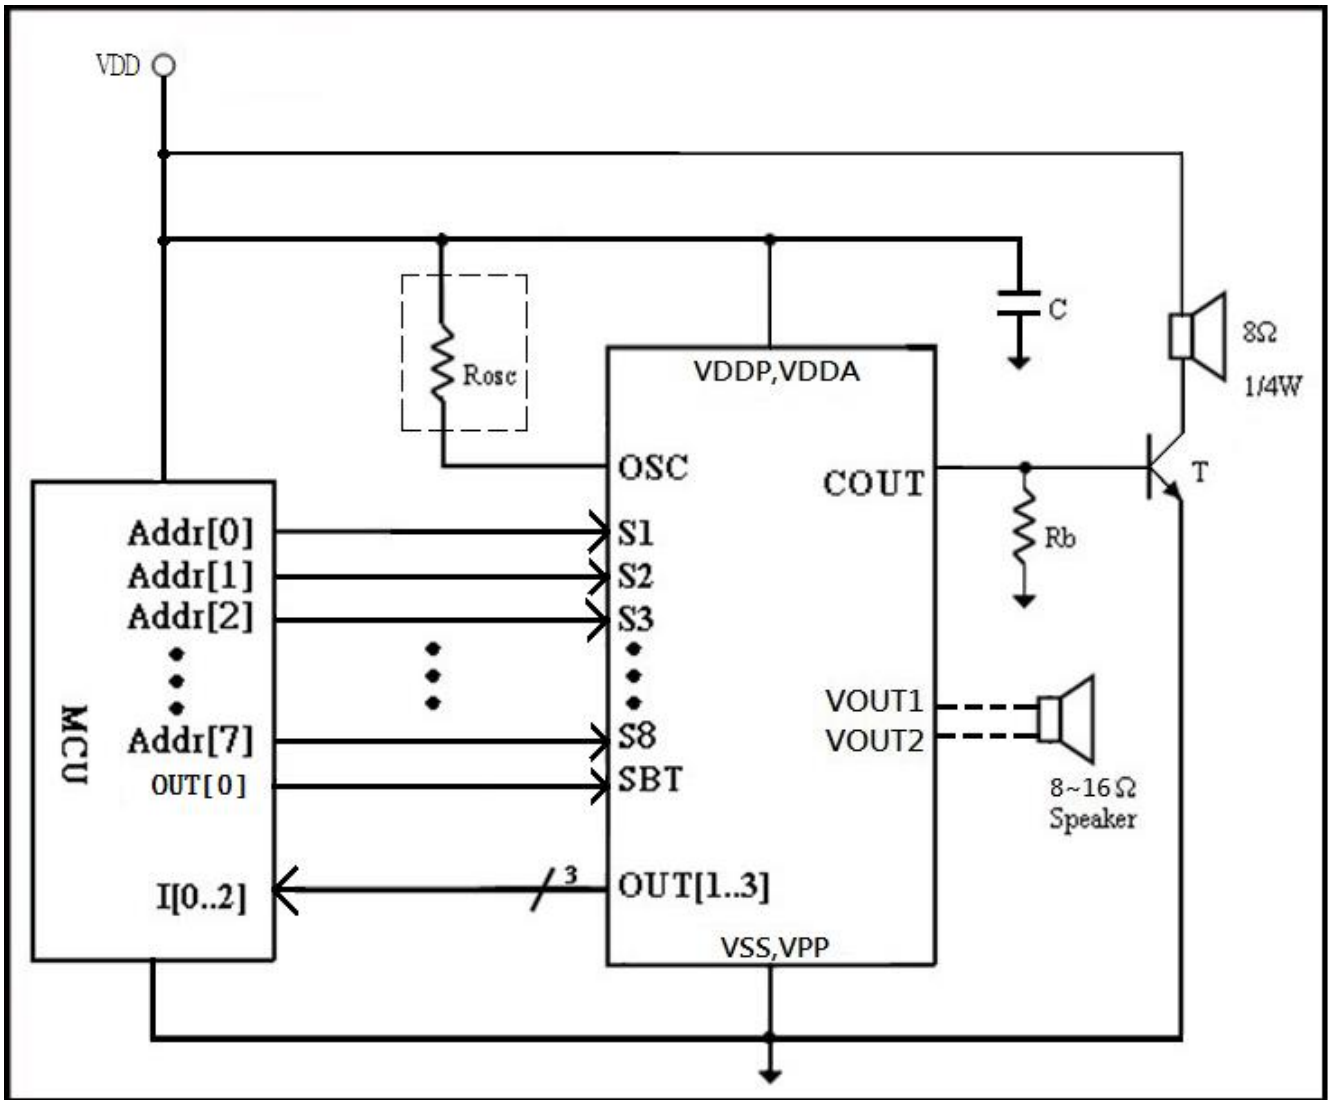 VDD
C
8Ω
1/4W
Rosc
VDDP,VDDA
OSC
COUT
T
Addr[0]
S1
Rb
Addr[1]
S2
Addr[2]
S3
MCU
VOUT1
Addr[7]
S8
VOUT2
OUT[0]
SBT
8~16Ω
Speaker
3
I[0..2]
OUT[1..3]
VSS,VPP